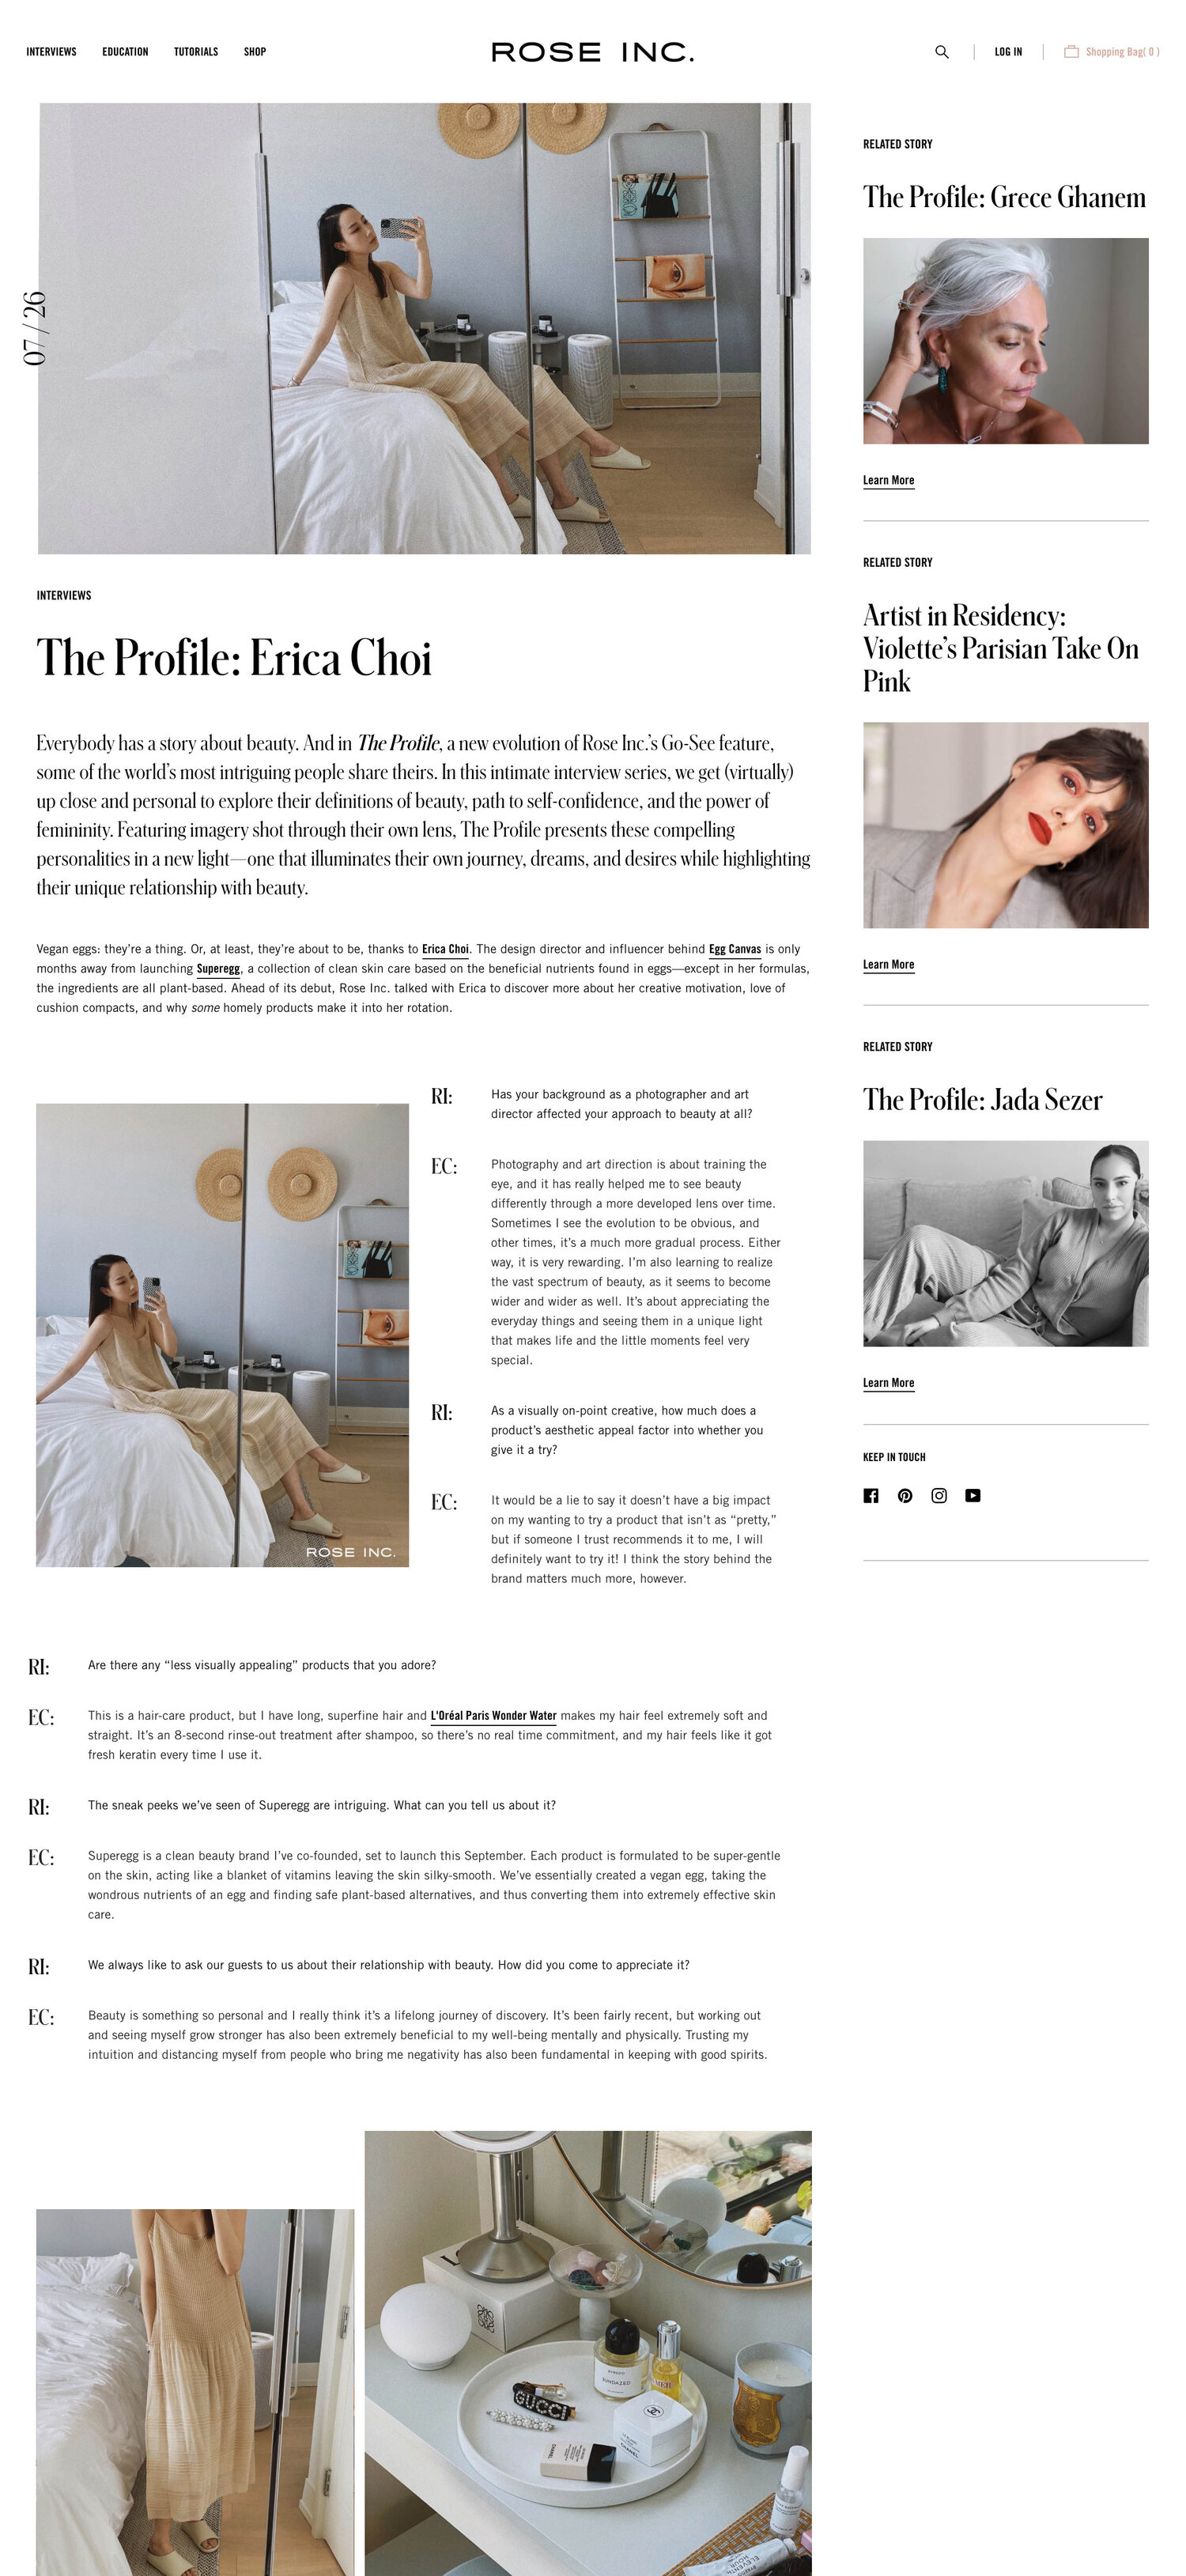 INTERVIEWS EDUCATION TUTORIALS SHOP
ROSE INC.
LOG IN
Shopping Bag( 0 )
07 / 26
INTERVIEWS
The Profile: Erica Choi
Everybody has a story about beauty. And in The Profile, a new evolution of Rose Inc.’s Go-See feature,
some of the world’s most intriguing people share theirs. In this intimate interview series, we get (virtually)
up close and personal to explore their definitions of beauty, path to self-confidence, and the power of
femininity. Featuring imagery shot through their own lens, The Profile presents these compelling
personalities in a new light—one that illuminates their own journey, dreams, and desires while highlighting
their unique relationship with beauty.
Vegan eggs: they’re a thing. Or, at least, they’re about to be, thanks to Erica Choi. The design director and influencer behind Egg Canvas is only
months away from launching Superegg, a collection of clean skin care based on the beneficial nutrients found in eggs—except in her formulas,
the ingredients are all plant-based. Ahead of its debut, Rose Inc. talked with Erica to discover more about her creative motivation, love of
cushion compacts, and why some homely products make it into her rotation.
ROSE INC.
RI: Has your background as a photographer and art
director affected your approach to beauty at all?
EC: Photography and art direction is about training the
eye, and it has really helped me to see beauty
differently through a more developed lens over time.
Sometimes I see the evolution to be obvious, and
other times, it’s a much more gradual process. Either
way, it is very rewarding. I’m also learning to realize
the vast spectrum of beauty, as it seems to become
wider and wider as well. It’s about appreciating the
everyday things and seeing them in a unique light
that makes life and the little moments feel very
special.
RI: As a visually on-point creative, how much does a
product’s aesthetic appeal factor into whether you
give it a try?
EC: It would be a lie to say it doesn’t have a big impact
on my wanting to try a product that isn’t as “pretty,”
but if someone I trust recommends it to me, I will
definitely want to try it! I think the story behind the
brand matters much more, however.
RI: Are there any “less visually appealing” products that you adore?
EC: This is a hair-care product, but I have long, superfine hair and L'Oréal Paris Wonder Water makes my hair feel extremely soft and
straight. It’s an 8-second rinse-out treatment after shampoo, so there’s no real time commitment, and my hair feels like it got
fresh keratin every time I use it.
RI: The sneak peeks we’ve seen of Superegg are intriguing. What can you tell us about it?
EC: Superegg is a clean beauty brand I’ve co-founded, set to launch this September. Each product is formulated to be super-gentle
on the skin, acting like a blanket of vitamins leaving the skin silky-smooth. We’ve essentially created a vegan egg, taking the
wondrous nutrients of an egg and finding safe plant-based alternatives, and thus converting them into extremely effective skin
care.
RI: We always like to ask our guests to us about their relationship with beauty. How did you come to appreciate it?
EC: Beauty is something so personal and I really think it’s a lifelong journey of discovery. It’s been fairly recent, but working out
and seeing myself grow stronger has also been extremely beneficial to my well-being mentally and physically. Trusting my
intuition and distancing myself from people who bring me negativity has also been fundamental in keeping with good spirits.
BYREDO
SUNDAZED
GUCCI
CHANEL
CHANEL
RELATED STORY
The Profile: Grece Ghanem
Learn More
RELATED STORY
Artist in Residency:
Violette’s Parisian Take On
Pink
Learn More
RELATED STORY
The Profile: Jada Sezer
Learn More
KEEP IN TOUCH